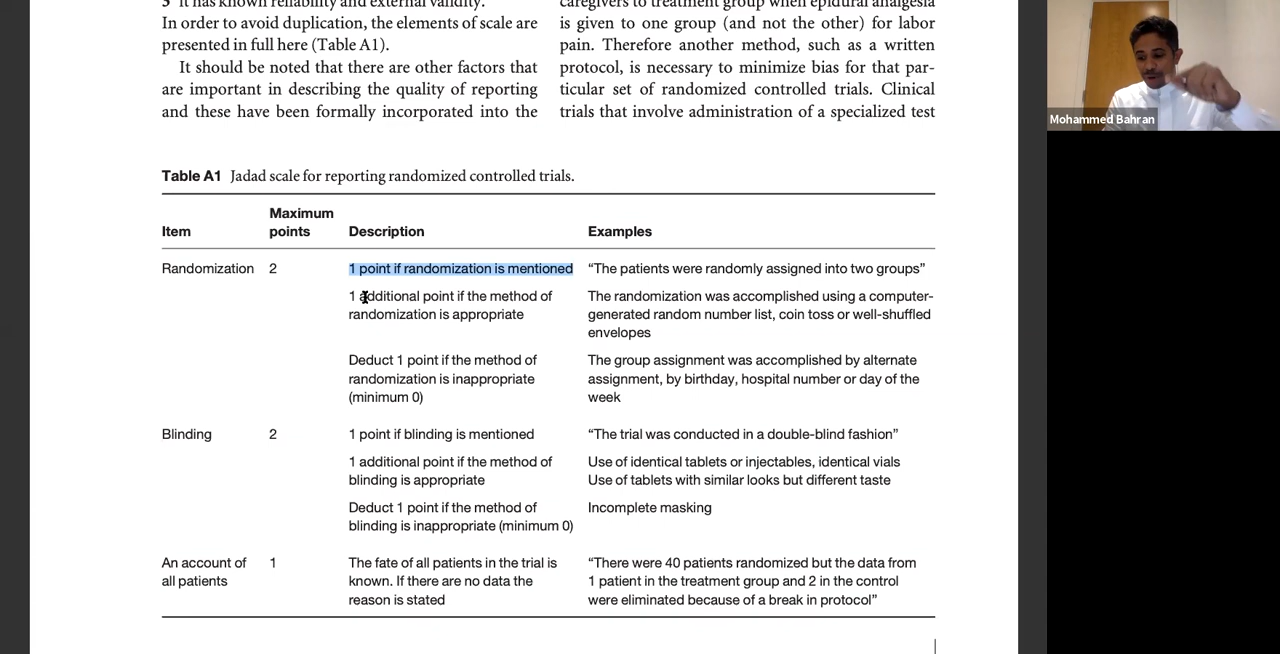 3 It has known reliability and external validity.
In order to avoid duplication, the elements of scale are
presented in full here (Table A1).
It should be noted that there are other factors that
are important in describing the quality of reporting
and these have been formally incorporated into the
caregivers to treatment group when epidural analgesia
is given to one group (and not the other) for labor
pain. Therefore another method, such as a written
protocol, is necessary to minimize bias for that par-
ticular set of randomized controlled trials. Clinical
trials that involve administration of a specialized test
Mohammed Bahran
Table A1 Jadad scale for reporting randomized controlled trials.
Item Maximum points Description Examples
Randomization 2 1 point if randomization is mentioned “The patients were randomly assigned into two groups”
1 additional point if the method of
randomization is appropriate
The randomization was accomplished using a computer-
generated random number list, coin toss or well-shuffled
envelopes
Deduct 1 point if the method of
randomization is inappropriate
(minimum 0)
The group assignment was accomplished by alternate
assignment, by birthday, hospital number or day of the
week
Blinding 2 1 point if blinding is mentioned “The trial was conducted in a double-blind fashion”
1 additional point if the method of
blinding is appropriate
Use of identical tablets or injectables, identical vials
Use of tablets with similar looks but different taste
Deduct 1 point if the method of
blinding is inappropriate (minimum 0)
Incomplete masking
An account of
all patients
1
The fate of all patients in the trial is
known. If there are no data the
reason is stated
“There were 40 patients randomized but the data from
1 patient in the treatment group and 2 in the control
were eliminated because of a break in protocol”